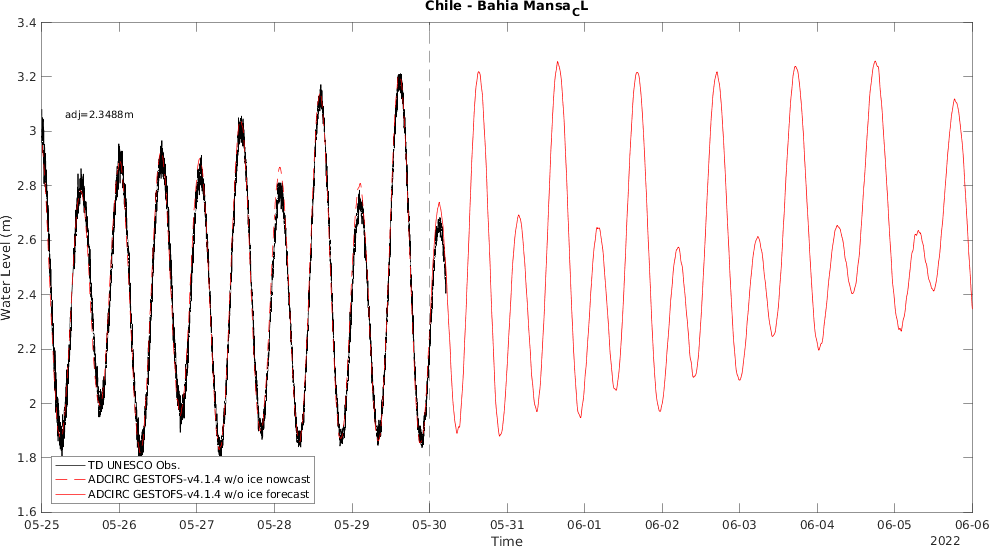 Chile - Bahia Mansa_CL
3.4
3.2
3
2.8
2.6
2.4
2.2
2
1.8
1.6
Water Level (m)
adj=2.3488m
TD UNESCO Obs.
ADCIRC GESTOFS-v4.1.4 w/o ice nowcast
ADCIRC GESTOFS-v4.1.4 w/o ice forecast
05-25 05-26 05-27 05-28 05-29 05-30 05-31 06-01 06-02 06-03 06-04 06-05 06-06
Time
2022